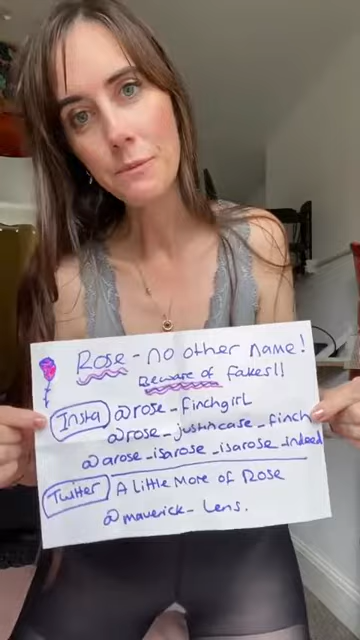 Rose - no other name!
Beware of fakes!!
Insta @rose_finchgirl
@rose_justincase_finch
@arose_isarose_isarose_indeed
Twitter A little More of Rose
@maverick_lens.